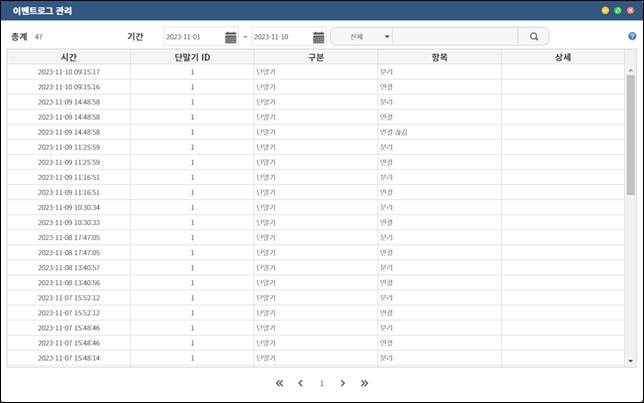 이벤트로그 관리
총계 47 기간 2023-11-01 ~ 2023-11-10 전체
시간 단말기 ID 구분 항목 상세
2023-11-10 09:15:17 1 단말기 분리
2023-11-10 09:15:16 1 단말기 연결
2023-11-09 14:48:58 1 단말기 분리
2023-11-09 14:48:58 1 단말기 연결
2023-11-09 14:48:58 1 단말기 연결 끊김
2023-11-09 11:25:59 1 단말기 분리
2023-11-09 11:25:59 1 단말기 연결
2023-11-09 11:16:51 1 단말기 분리
2023-11-09 11:16:51 1 단말기 연결
2023-11-09 10:30:34 1 단말기 분리
2023-11-09 10:30:33 1 단말기 연결
2023-11-08 17:47:05 1 단말기 분리
2023-11-08 17:47:05 1 단말기 연결
2023-11-08 13:40:57 1 단말기 분리
2023-11-08 13:40:56 1 단말기 연결
2023-11-07 15:52:12 1 단말기 분리
2023-11-07 15:52:12 1 단말기 연결
2023-11-07 15:48:46 1 단말기 분리
2023-11-07 15:48:46 1 단말기 연결
2023-11-07 15:48:14 1 단말기 분리
1